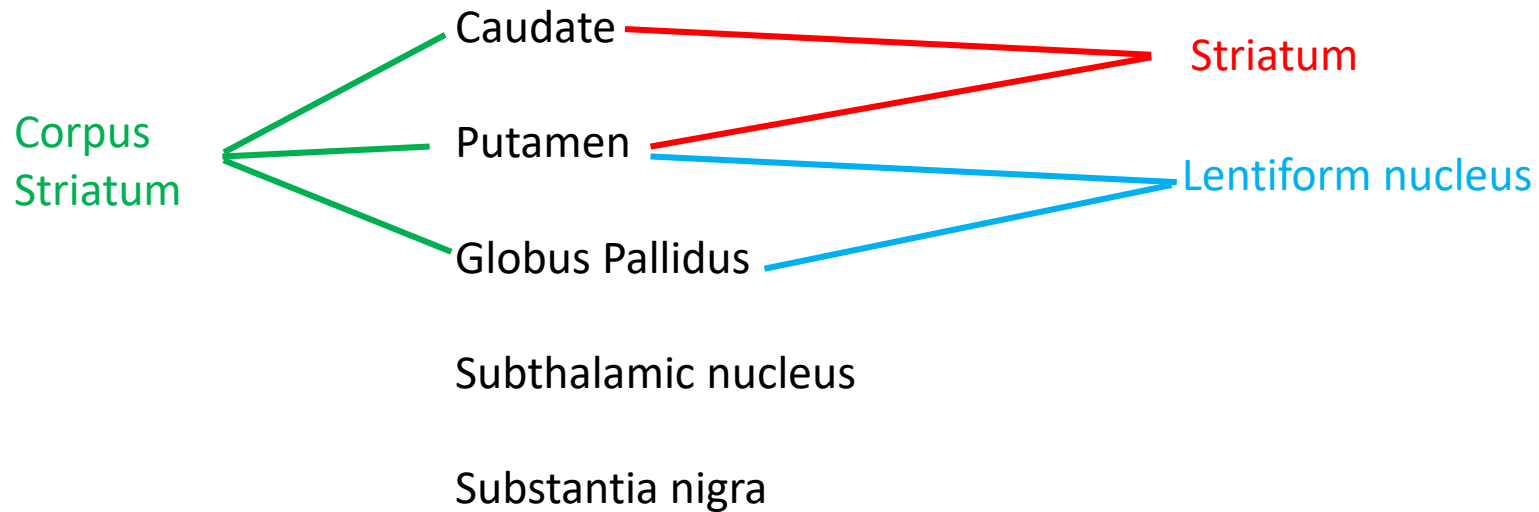 Corpus
Striatum
Caudate
Putamen
Globus Pallidus
Subthalamic nucleus
Substantia nigra
Striatum
Lentiform nucleus